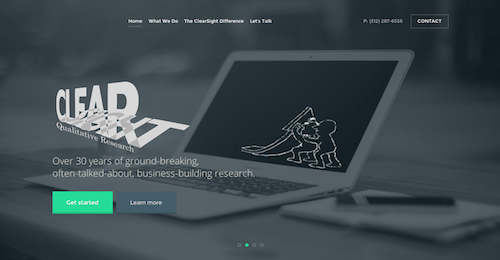 Home What We Do The ClearSight Difference Let's Talk P: (312) 287-6558 CONTACT
CLEAR
SIGHT
Qualitative Research
Over 30 years of ground-breaking,
often-talked-about, business-building research.
Get started Learn more